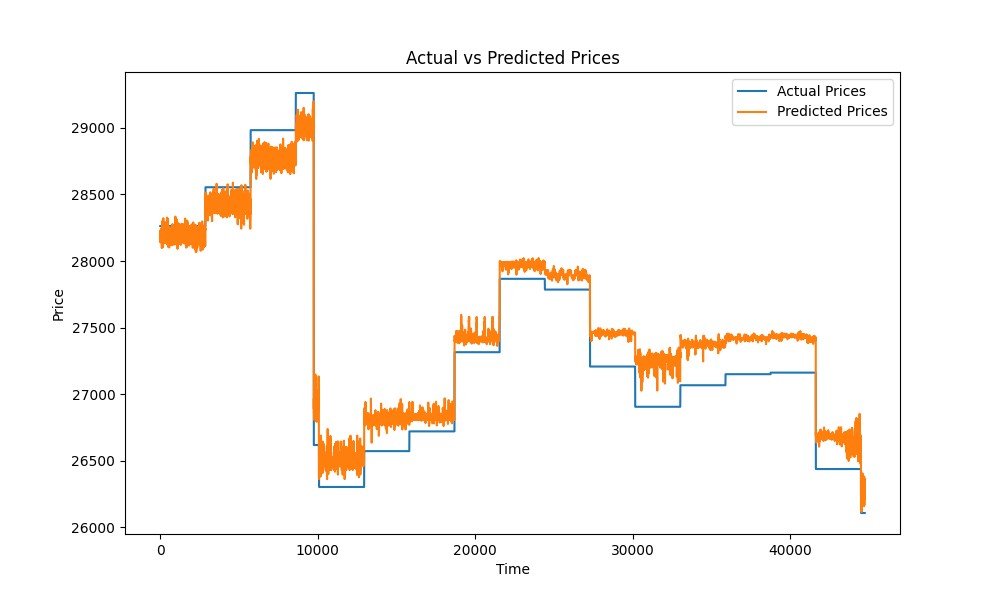 Actual vs Predicted Prices
Actual Prices
Predicted Prices
29000
28500
28000
27500
27000
26500
26000
Price
0
10000
20000
30000
40000
Time